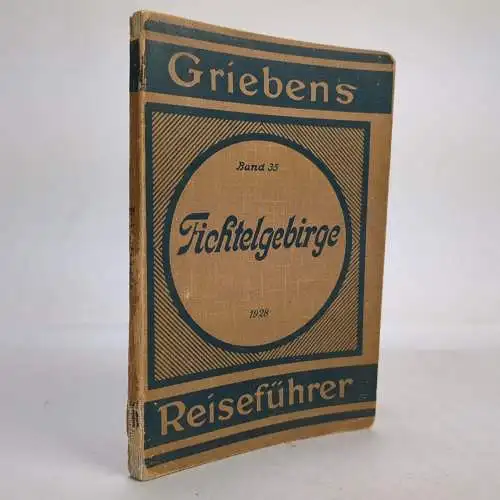 Griebens
Band 35
Fichtelgebirge
1928
Reiseführer